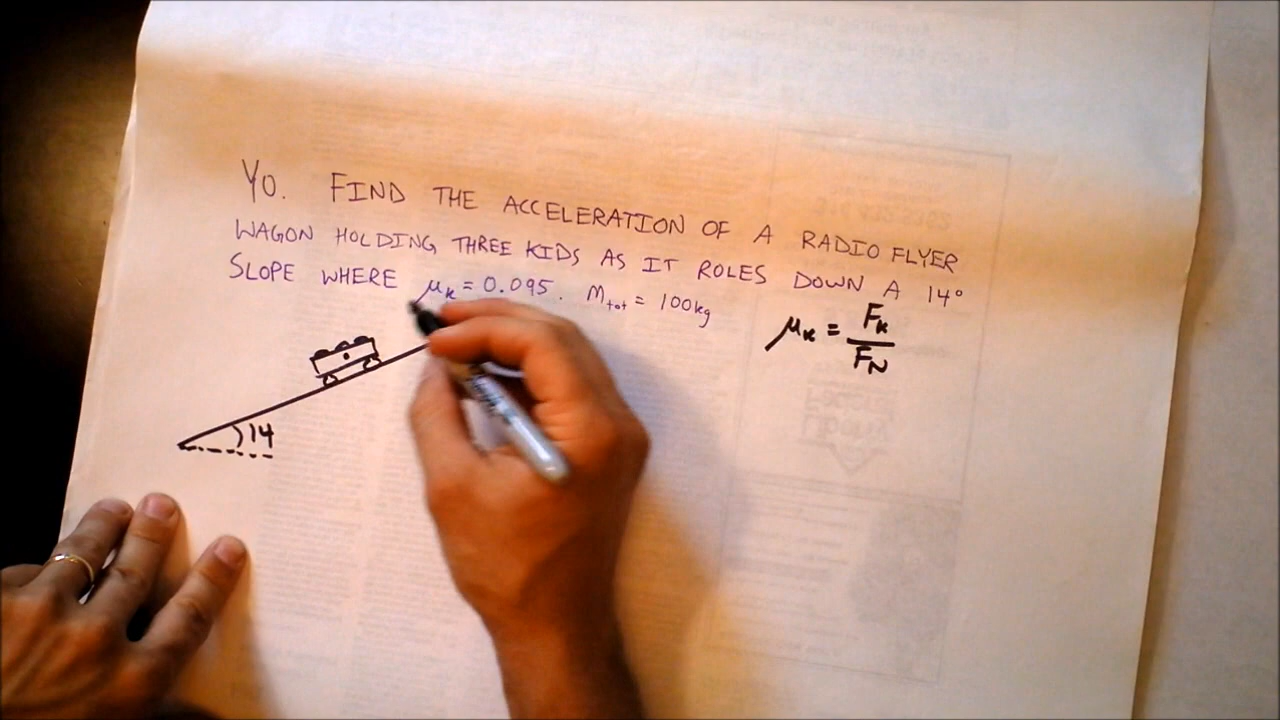 YO. FIND THE ACCELERATION OF A RADIO FLYER
WAGON HOLDING THREE KIDS AS IT ROLES DOWN A 14°
SLOPE WHERE μk = 0.095. Mtot = 100kg
μk = Fk / FN
14